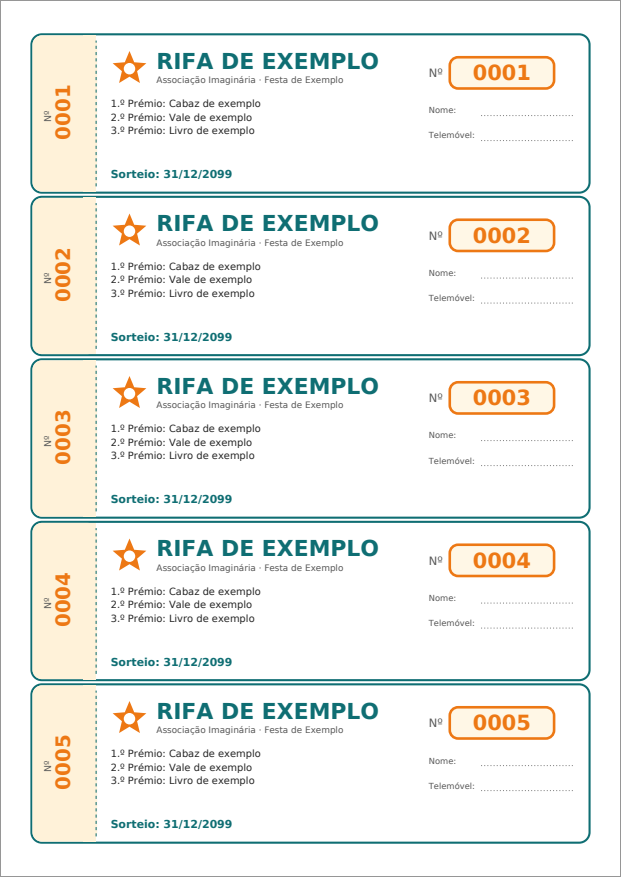 Nº
0001
RIFA DE EXEMPLO
Associação Imaginária · Festa de Exemplo
1.º Prémio: Cabaz de exemplo
2.º Prémio: Vale de exemplo
3.º Prémio: Livro de exemplo
Sorteio: 31/12/2099
Nº 0001
Nome: ................................
Telemóvel: ................................
Nº
0002
RIFA DE EXEMPLO
Associação Imaginária · Festa de Exemplo
1.º Prémio: Cabaz de exemplo
2.º Prémio: Vale de exemplo
3.º Prémio: Livro de exemplo
Sorteio: 31/12/2099
Nº 0002
Nome: ................................
Telemóvel: ................................
Nº
0003
RIFA DE EXEMPLO
Associação Imaginária · Festa de Exemplo
1.º Prémio: Cabaz de exemplo
2.º Prémio: Vale de exemplo
3.º Prémio: Livro de exemplo
Sorteio: 31/12/2099
Nº 0003
Nome: ................................
Telemóvel: ................................
Nº
0004
RIFA DE EXEMPLO
Associação Imaginária · Festa de Exemplo
1.º Prémio: Cabaz de exemplo
2.º Prémio: Vale de exemplo
3.º Prémio: Livro de exemplo
Sorteio: 31/12/2099
Nº 0004
Nome: ................................
Telemóvel: ................................
Nº
0005
RIFA DE EXEMPLO
Associação Imaginária · Festa de Exemplo
1.º Prémio: Cabaz de exemplo
2.º Prémio: Vale de exemplo
3.º Prémio: Livro de exemplo
Sorteio: 31/12/2099
Nº 0005
Nome: ................................
Telemóvel: ................................